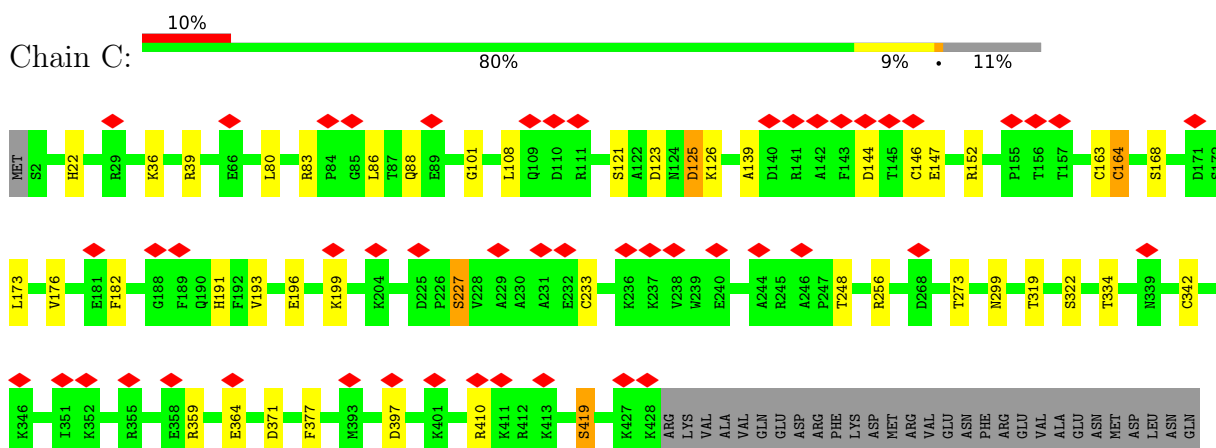 10%
Chain C:
80% 9% • 11%
MET S2 H22 R29 K36 R39 E66 L80 R83 P84 G85 L86 T87 Q88 E89 G101 L108 Q109 D110 R111 S121 A122 D123 N124 D125 K126 A139 D140 R141 A142 F143 D144 T145 C146 E147 R152 P155 T156 T157 C163 C164 S168 D171 S172
L173 V176 E181 F182 G188 F189 Q190 H191 F192 V193 E196 K199 K204 D225 P226 S227 V228 A229 A230 A231 E232 C233 K236 K237 V238 W239 E240 A244 R245 A246 P247 T248 R256 D268 T273 N299 T319 S322 T334 N339 C342
K346 I351 K352 R355 E358 R359 E364 D371 F377 M393 D397 K401 R410 K411 R412 K413 S419 K427 K428 ARG LYS VAL ALA VAL GLN GLU ASP ARG PHE LYS ASP MET ARG VAL GLU ASN PHE ARG GLU VAL ALA GLU ASN MET ASP LEU ASN GLN